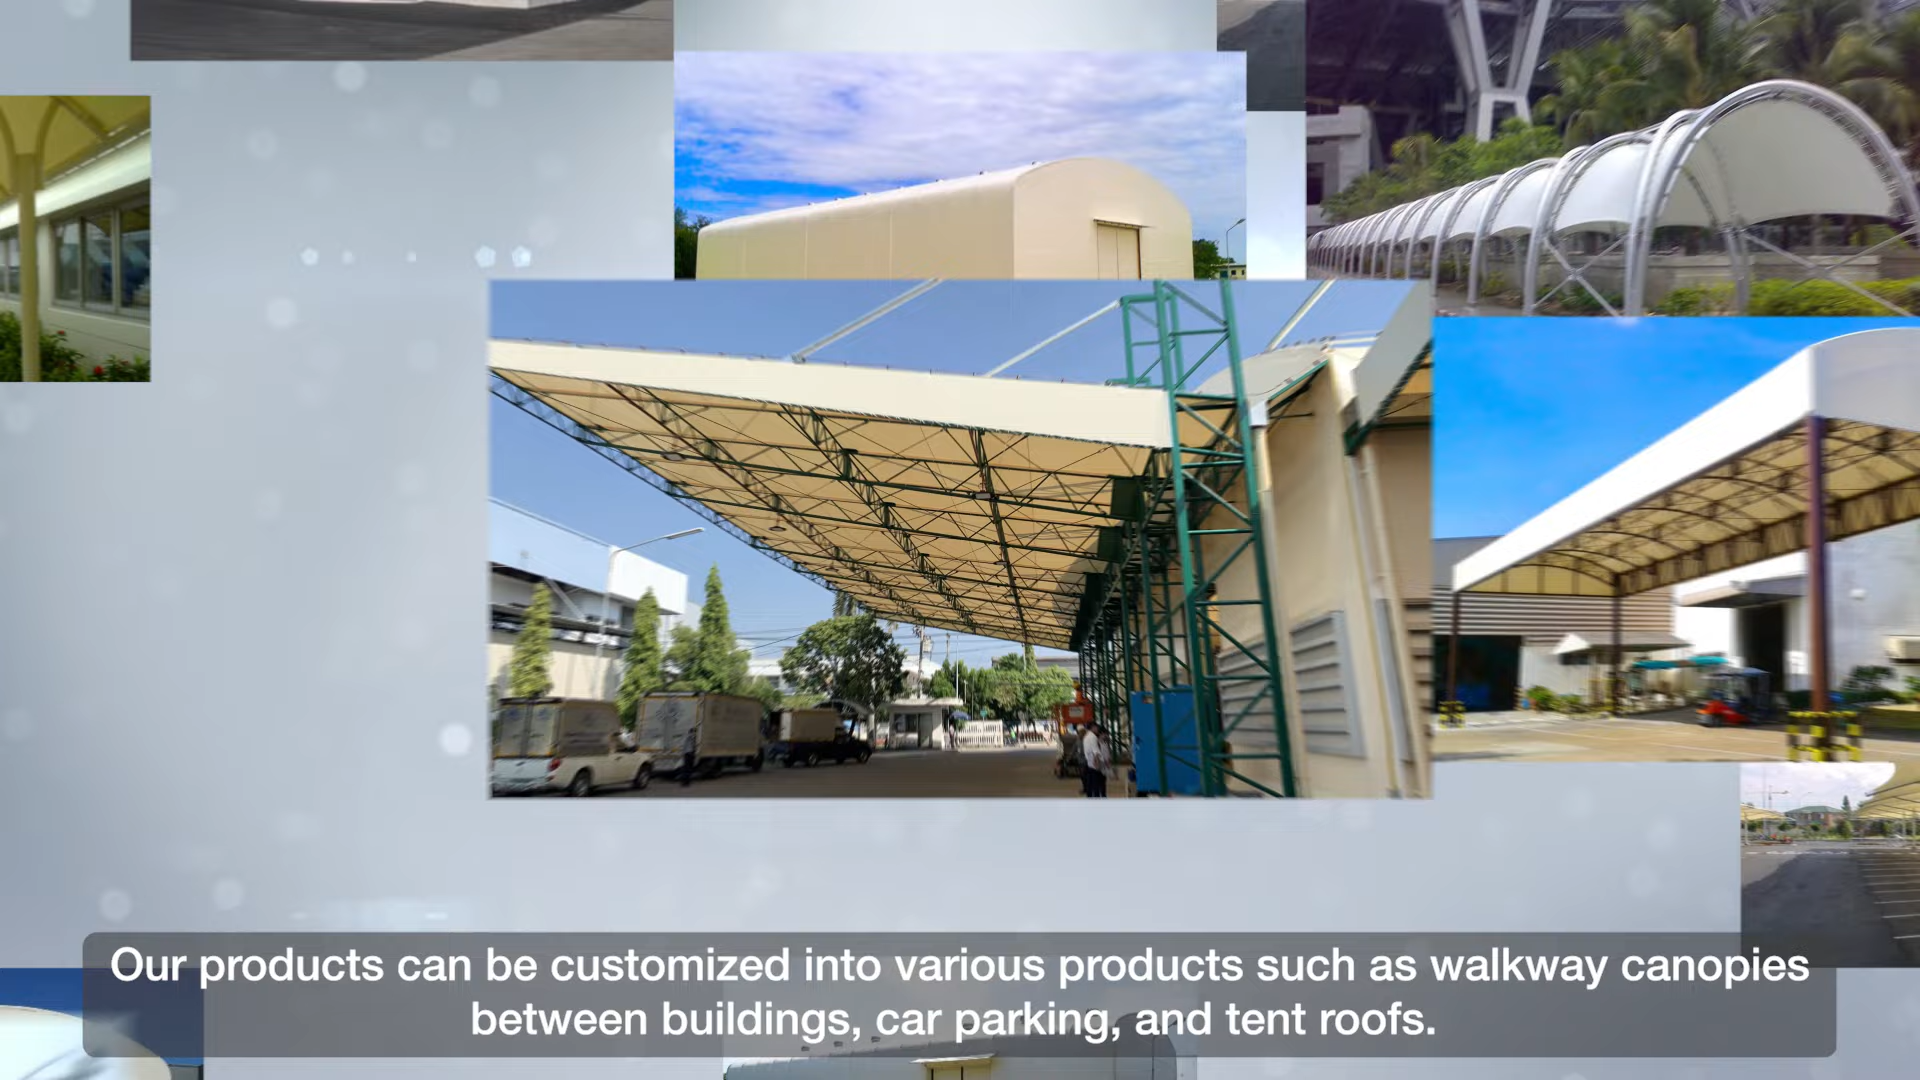 Our products can be customized into various products such as walkway canopies
between buildings, car parking, and tent roofs.